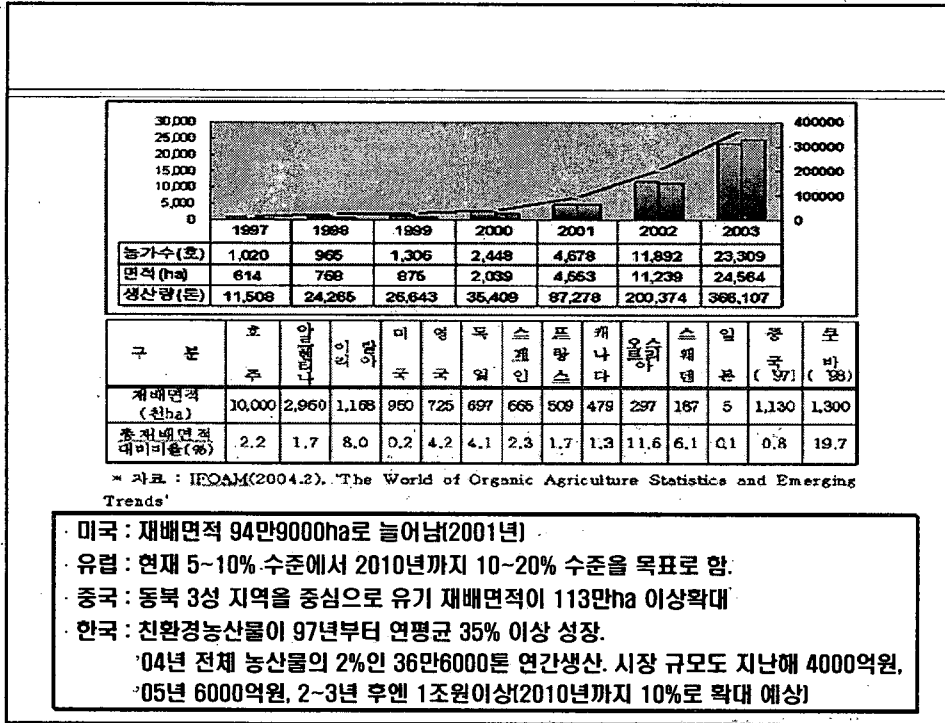 30,000
25,000
20,000
15,000
10,000
5,000
0
400000
300000
200000
100000
0
1997 1998 1999 2000 2001 2002 2003
농가수(호) 1,020 965 1,306 2,448 4,678 11,892 23,309
면적(ha) 614 768 875 2,039 4,553 11,239 24,564
생산량(톤) 11,508 24,265 26,643 35,409 87,278 200,374 366,107
구 분 호주 아르헨티나 이탈리아 미국 영국 독일 스페인 프랑스 캐나다 오스트리아 스웨덴 일본 중국('97) 쿠바('98)
재배면적(천ha) 10,000 2,960 1,168 950 725 697 665 509 479 297 187 5 1,130 1,300
총재배면적대비비율(%) 2.2 1.7 8.0 0.2 4.2 4.1 2.3 1.7 1.3 11.6 6.1 0.1 0.8 19.7
* 자료 : IFOAM(2004.2), 'The World of Organic Agriculture Statistics and Emerging
Trends'
· 미국 : 재배면적 94만9000ha로 늘어남(2001년)
· 유럽 : 현재 5~10% 수준에서 2010년까지 10~20% 수준을 목표로 함.
· 중국 : 동북 3성 지역을 중심으로 유기 재배면적이 113만ha 이상확대
· 한국 : 친환경농산물이 97년부터 연평균 35% 이상 성장.
'04년 전체 농산물의 2%인 36만6000톤 연간생산. 시장 규모도 지난해 4000억원,
'05년 6000억원, 2~3년 후엔 1조원이상(2010년까지 10%로 확대 예상)